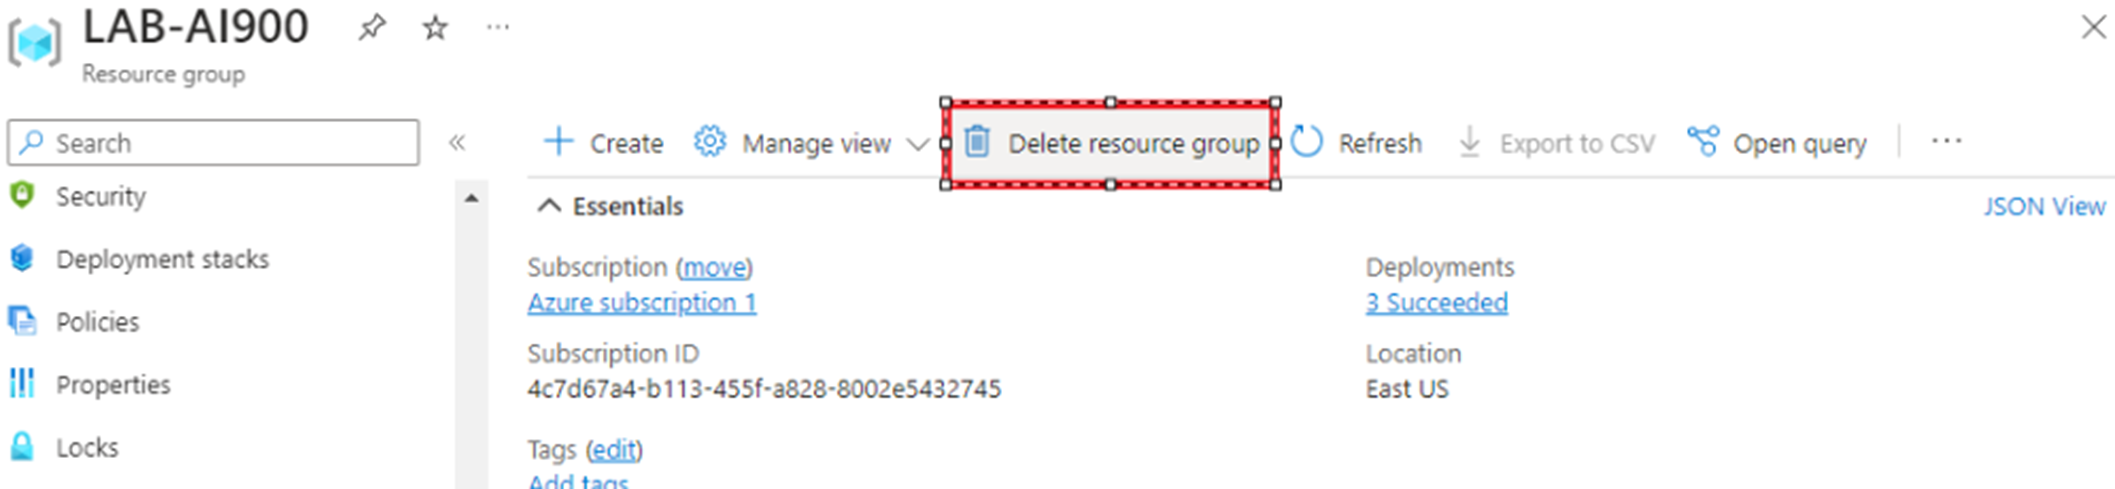 LAB-AI900
Resource group
Search
Create
Manage view
Delete resource group
Refresh
Export to CSV
Open query
Security
Deployment stacks
Policies
Properties
Locks
Essentials
JSON View
Subscription (move)
Azure subscription 1
Subscription ID
4c7d67a4-b113-455f-a828-8002e5432745
Tags (edit)
Add tags
Deployments
3 Succeeded
Location
East US